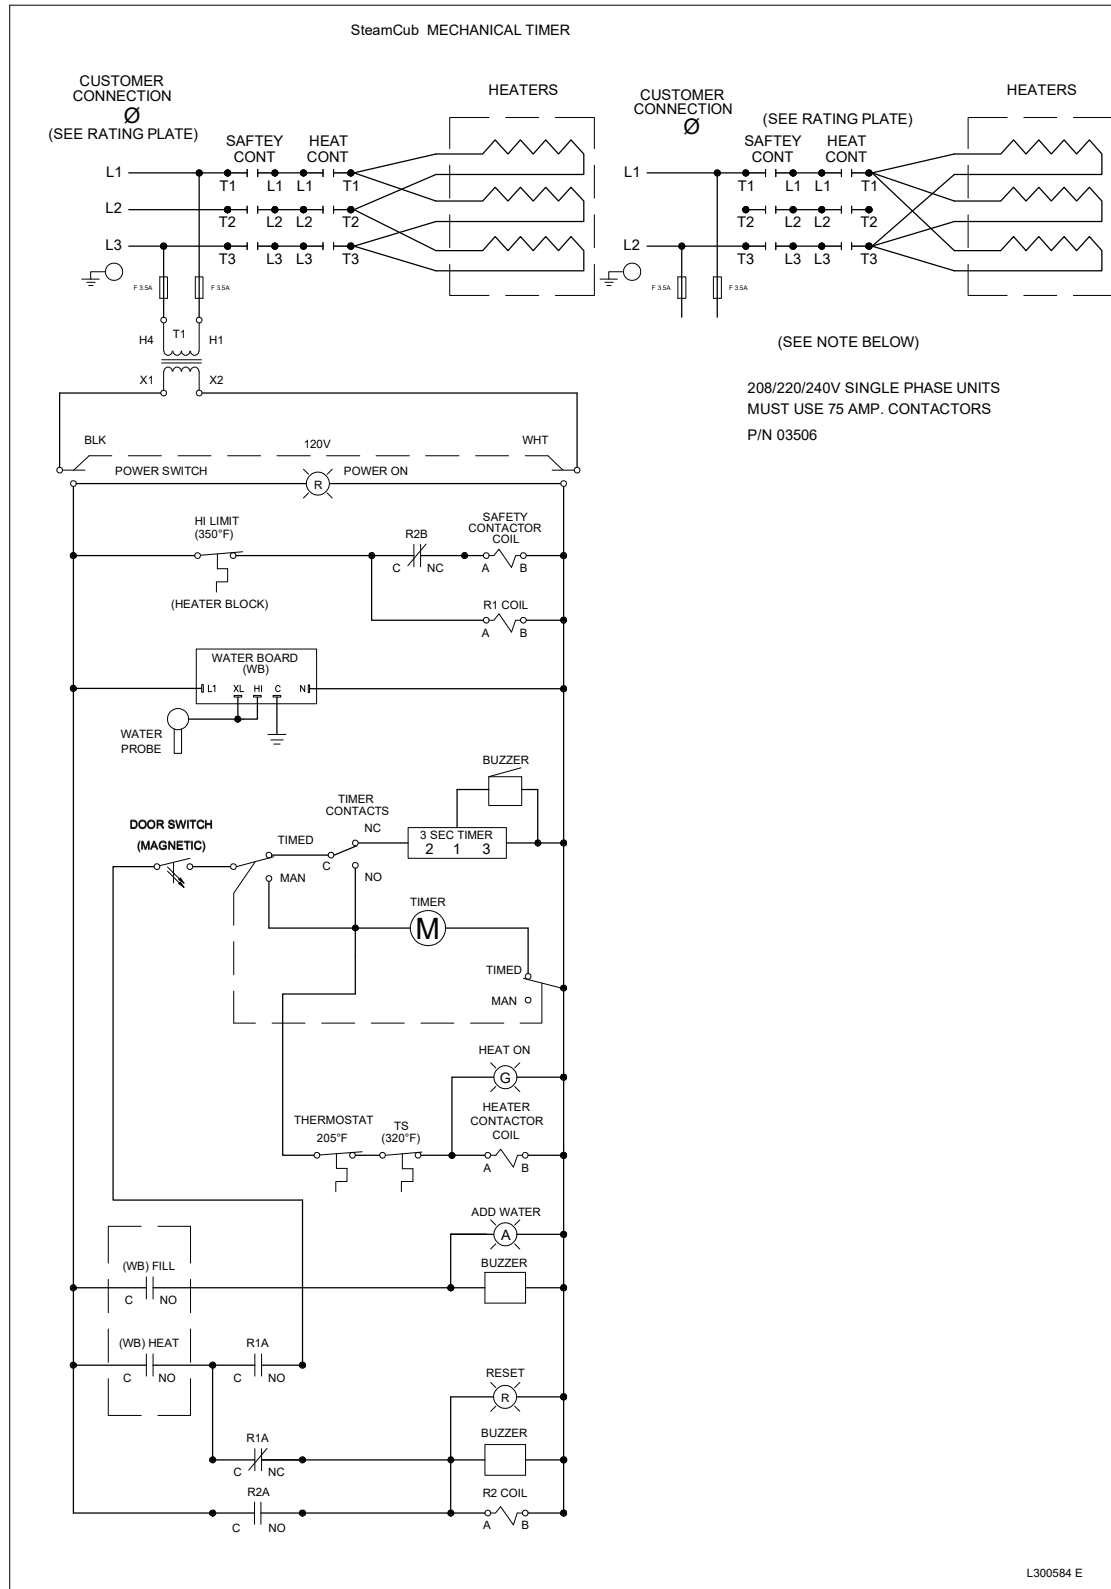 SteamCub MECHANICAL TIMER
CUSTOMER
CONNECTION
Ø
(SEE RATING PLATE)
SAFTEY
CONT
HEAT
CONT
HEATERS
L1
T1 L1 L1 T1
L2
T2 L2 L2 T2
L3
T3 L3 L3 T3
F 3.5A
F 3.5A
H4
T1
H1
X1
X2
CUSTOMER
CONNECTION
Ø
(SEE RATING PLATE)
SAFTEY
CONT
HEAT
CONT
HEATERS
L1
T1 L1 L1 T1
T2 L2 L2 T2
L2
T3 L3 L3 T3
F 3.5A
F 3.5A
(SEE NOTE BELOW)
208/220/240V SINGLE PHASE UNITS
MUST USE 75 AMP. CONTACTORS
P/N 03506
BLK
120V
WHT
POWER SWITCH
R
POWER ON
HI LIMIT
(350°F)
(HEATER BLOCK)
R2B
C
NC
SAFETY
CONTACTOR
COIL
A
B
R1 COIL
A
B
WATER BOARD
(WB)
L1 XL HI C N
WATER
PROBE
BUZZER
TIMER
CONTACTS
NC
3 SEC TIMER
2 1 3
DOOR SWITCH
(MAGNETIC)
TIMED
C
MAN
NO
TIMER
M
TIMED
MAN
HEAT ON
G
HEATER
CONTACTOR
COIL
THERMOSTAT
205°F
TS
(320°F)
A
B
ADD WATER
A
(WB) FILL
C
NO
BUZZER
(WB) HEAT
C
NO
R1A
C
NO
RESET
R
R1A
C
NC
BUZZER
R2A
C
NO
R2 COIL
A
B
L300584 E